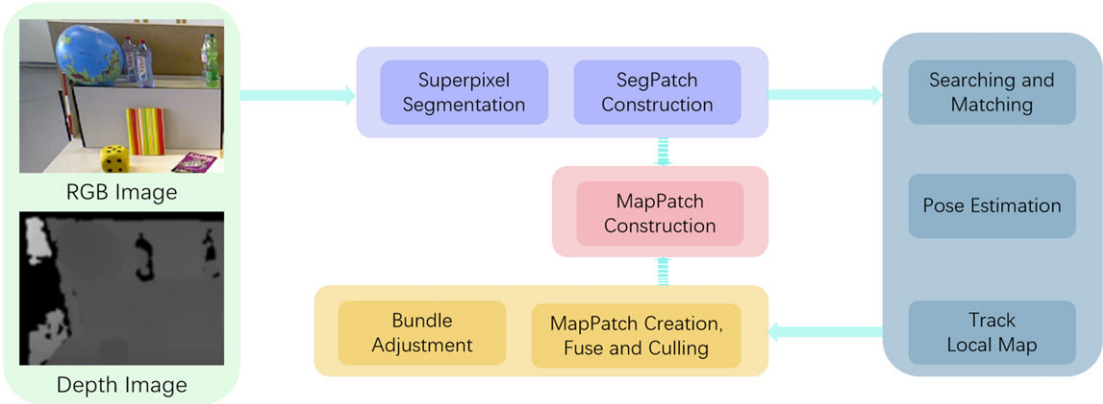 RGB Image
Depth Image
Superpixel
Segmentation
SegPatch
Construction
MapPatch
Construction
Bundle
Adjustment
MapPatch Creation,
Fuse and Culling
Searching and
Matching
Pose Estimation
Track
Local Map